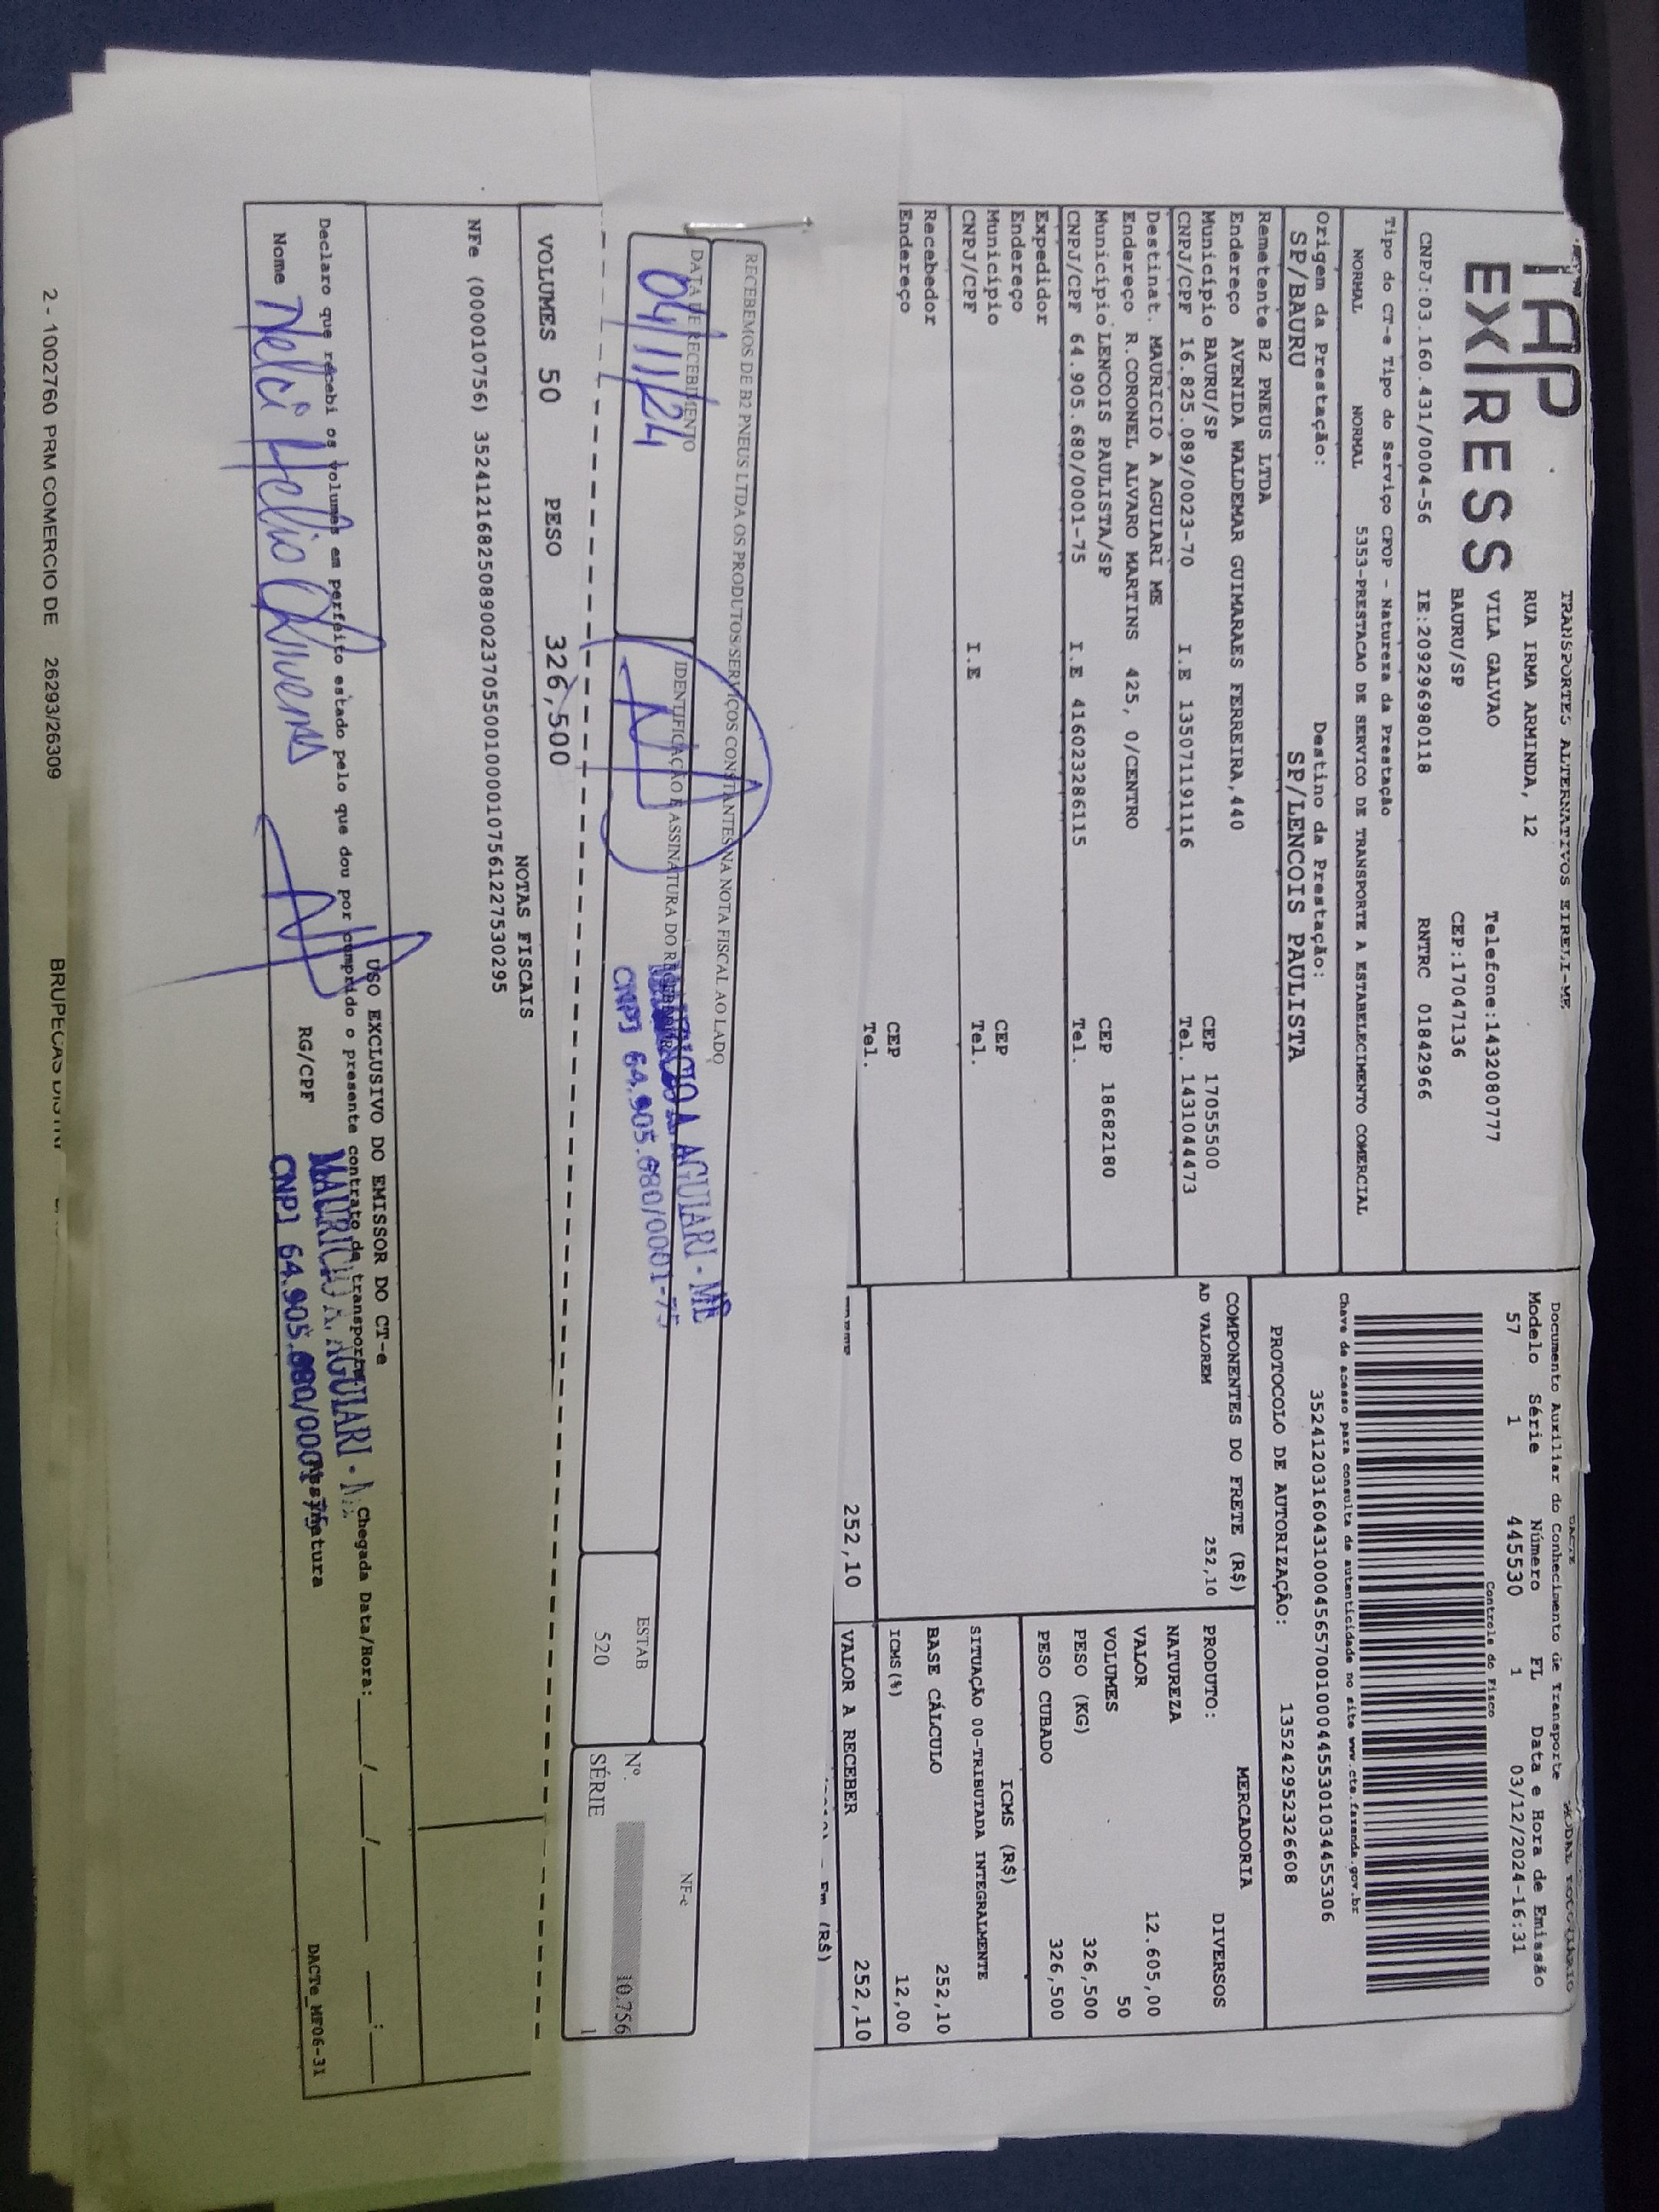 TAP
EXPRESS
TRANSPORTES ALTERNATIVOS EIRELI-ME
RUA IRMA ARMINDA, 12
VILA GALVAO Telefone:1432080777
BAURU/SP CEP:17047136
CNPJ:03.160.431/0004-56 IE:209296980118 RNTRC 01842966
DACTE
Documento Auxiliar do Conhecimento de Transporte
Modelo Série Número FL Data e Hora de Emissão
57 1 445530 1 03/12/2024-16:31
Controle do Fisco
Tipo do CT-e Tipo do Serviço CFOP - Natureza da Prestação
NORMAL NORMAL 5353-PRESTACAO DE SERVICO DE TRANSPORTE A ESTABELECIMENTO COMERCIAL
Chave de acesso para consulta de autenticidade no site www.cte.fazenda.gov.br
35241203160431000456570010004455301034455306
Origem da Prestação: Destino da Prestação:
SP/BAURU SP/LENCOIS PAULISTA
PROTOCOLO DE AUTORIZAÇÃO: 135242952326608
Remetente B2 PNEUS LTDA
Endereço AVENIDA WALDEMAR GUIMARAES FERREIRA,440
Município BAURU/SP CEP 17055500
CNPJ/CPF 16.825.089/0023-70 I.E 135071191116 Tel. 1431044473
Destinat. MAURICIO A AGUIARI ME
Endereço R.CORONEL ALVARO MARTINS 425, 0/CENTRO
Município LENCOIS PAULISTA/SP CEP 18682180
CNPJ/CPF 64.905.680/0001-75 I.E 416023286115 Tel.
Expedidor
Endereço
Município CEP
CNPJ/CPF I.E Tel.
Recebedor
Endereço CEP
Tel.
COMPONENTES DO FRETE (R$)
AD VALOREM 252,10
252,10
MERCADORIA
PRODUTO: DIVERSOS
NATUREZA
VALOR 12.605,00
VOLUMES 50
PESO (KG) 326,500
PESO CUBADO 326,500
ICMS (R$)
SITUAÇÃO 00-TRIBUTADA INTEGRALMENTE
BASE CÁLCULO 252,10
ICMS(%) 12,00
VALOR A RECEBER 252,10
Em (R$)
RECEBEMOS DE B2 PNEUS LTDA OS PRODUTOS/SERVIÇOS CONSTANTES NA NOTA FISCAL AO LADO
DATA DE RECEBIMENTO
04/11/24
IDENTIFICAÇÃO E ASSINATURA DO RECEBEDOR
MAURICIO A. AGUIARI - ME
CNPJ 64.905.680/0001-75
ESTAB
520
NF-e
Nº. 10.756
SÉRIE 1
VOLUMES 50 PESO 326,500
NOTAS FISCAIS
NFe (000010756) 35241216825089002370550010000107561227530295
USO EXCLUSIVO DO EMISSOR DO CT-e
Declaro que recebi os volumes em perfeito estado pelo que dou por cumprido o presente contrato de transporte Chegada Data/Hora:____/____/____ ____:____
Nome RG/CPF Assinatura
MAURICIO A. AGUIARI - ME
CNPJ 64.905.680/0001-75
DACTe_MF06-31
2 - 1002760 PRM COMERCIO DE 26293/26309